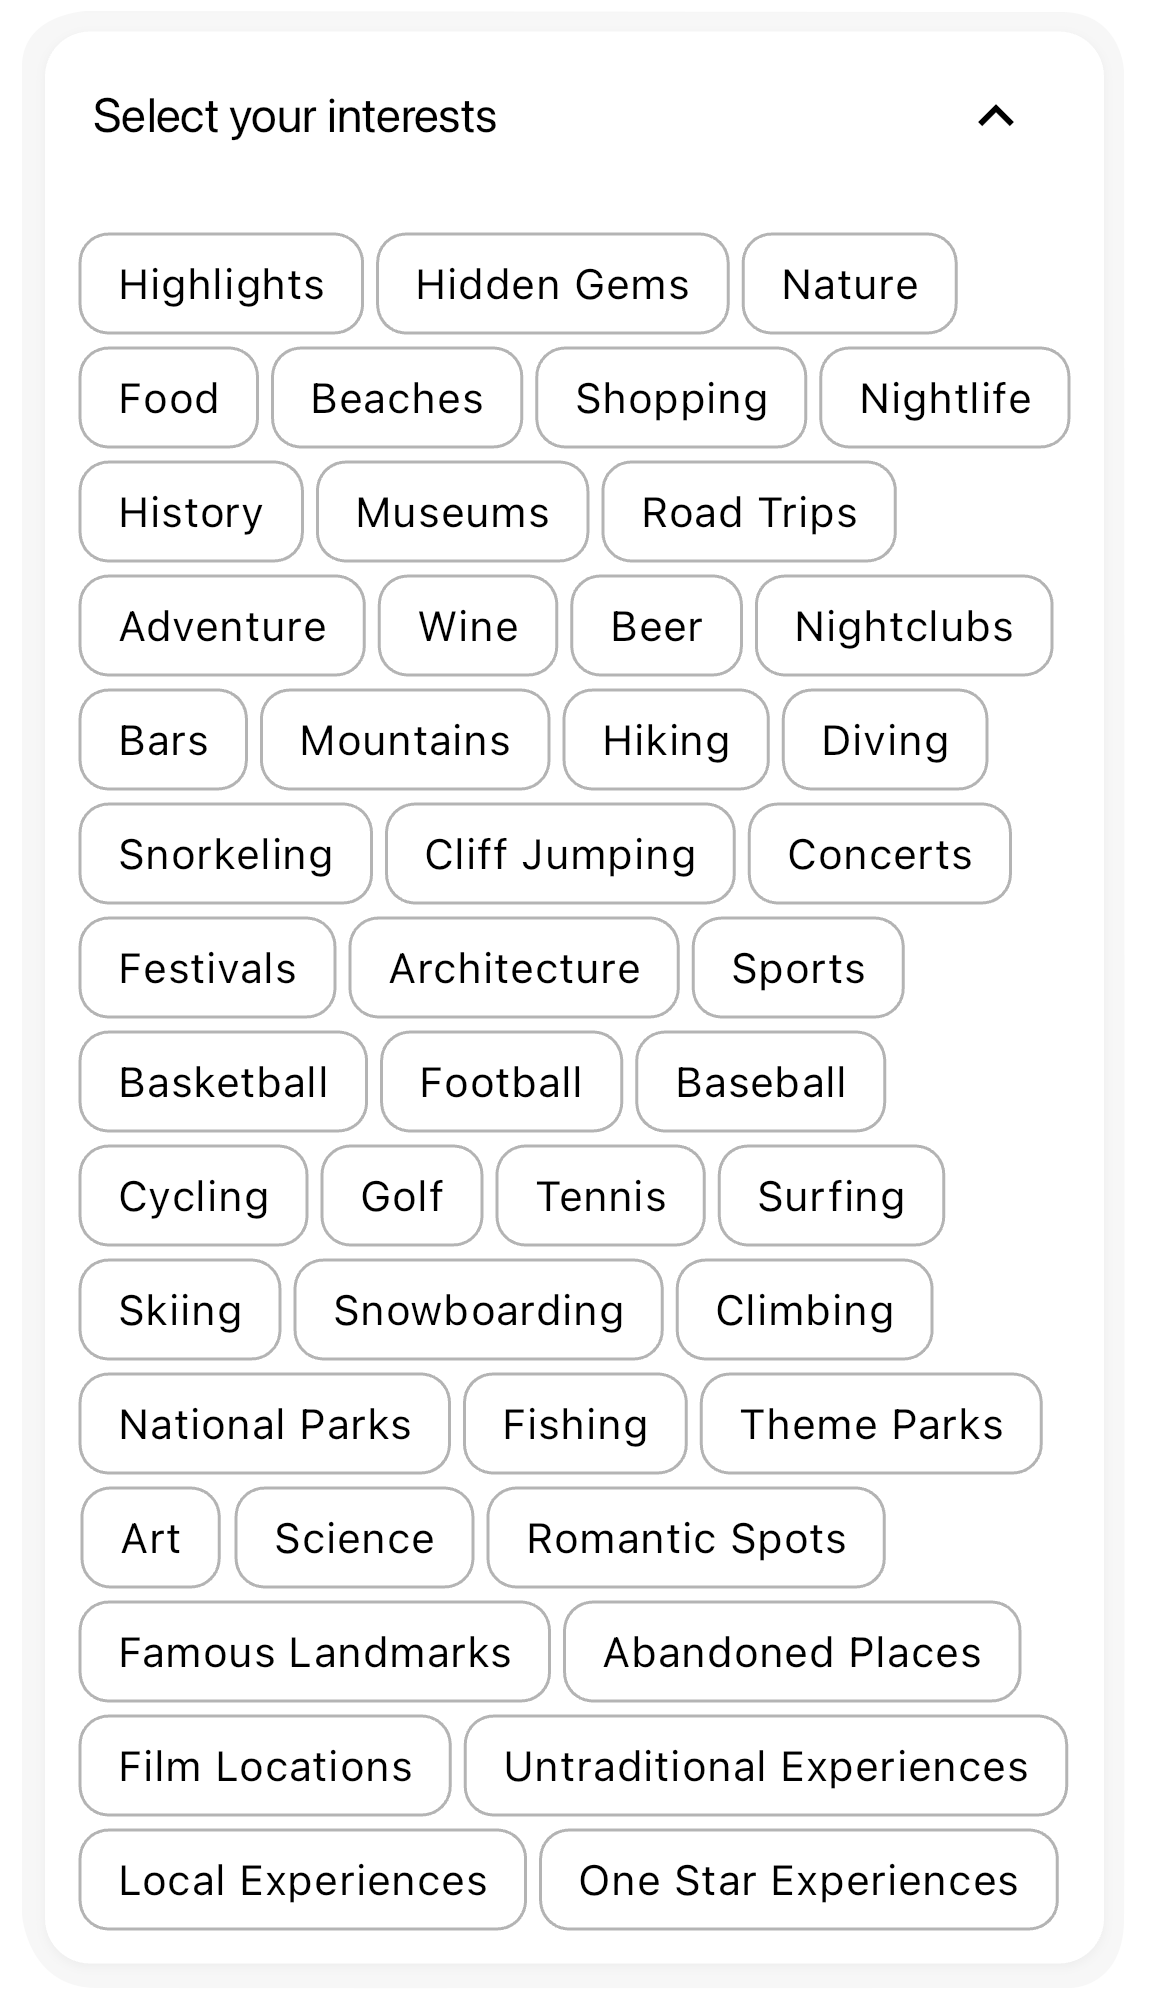 Select your interests
Highlights Hidden Gems Nature
Food Beaches Shopping Nightlife
History Museums Road Trips
Adventure Wine Beer Nightclubs
Bars Mountains Hiking Diving
Snorkeling Cliff Jumping Concerts
Festivals Architecture Sports
Basketball Football Baseball
Cycling Golf Tennis Surfing
Skiing Snowboarding Climbing
National Parks Fishing Theme Parks
Art Science Romantic Spots
Famous Landmarks Abandoned Places
Film Locations Untraditional Experiences
Local Experiences One Star Experiences